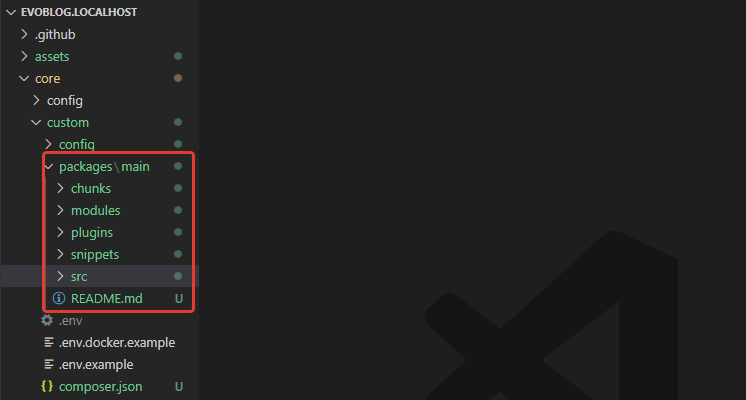 EVOBLOG.LOCALHOST
.github
assets
core
config
custom
config
packages\main
chunks
modules
plugins
snippets
src
README.md U
.env
.env.docker.example
.env.example
composer.json U